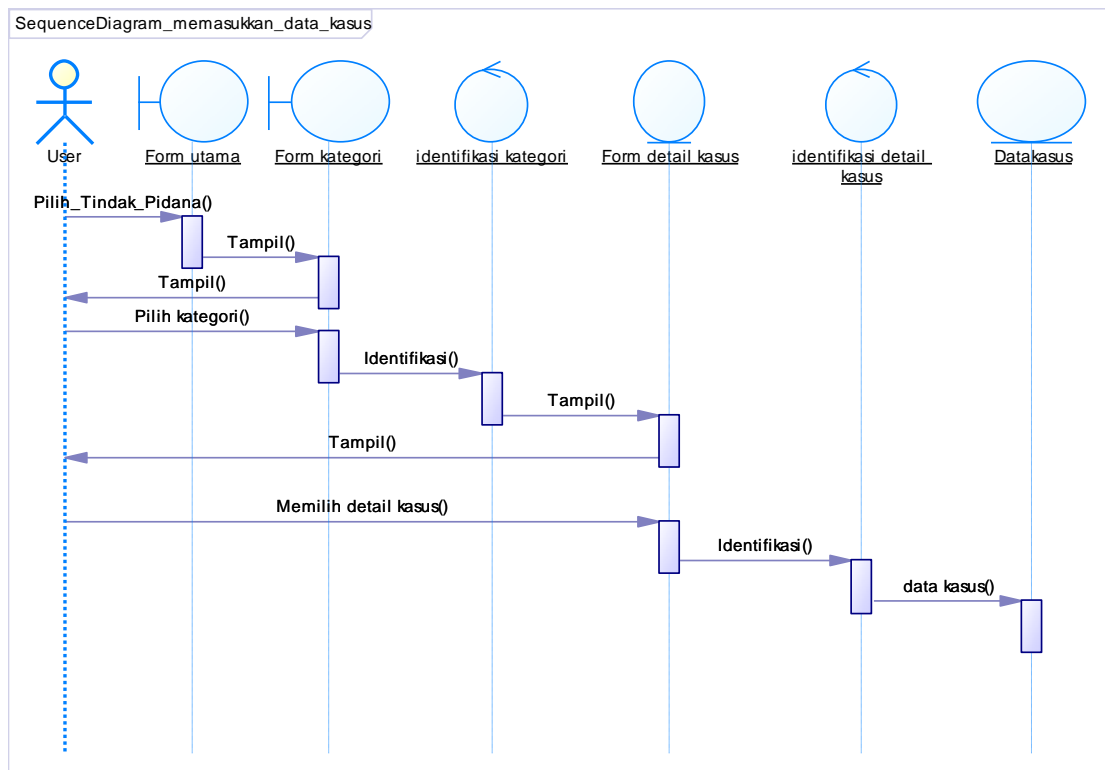 SequenceDiagram_memasukkan_data_kasus
User
Form utama
Form kategori
identifikasi kategori
Form detail kasus
identifikasi detail
kasus
Datakasus
Pilih_Tindak_Pidana()
Tampil()
Tampil()
Pilih kategori()
Identifikasi()
Tampil()
Tampil()
Memilih detail kasus()
Identifikasi()
data kasus()